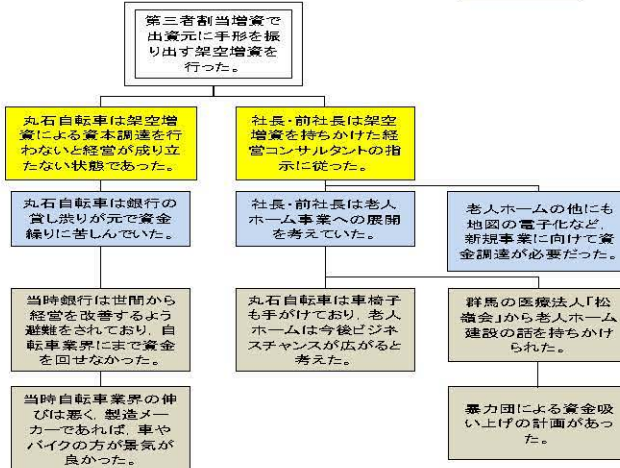 第三者割当増資で
出資元に手形を振
り出す架空増資を
行った。
丸石自転車は架空増
資による資本調達を行
わないと経営が成り立
たない状態であった。
社長・前社長は架空
増資を持ちかけた経
営コンサルタントの指
示に従った。
丸石自転車は銀行の
貸し渋りが元で資金
繰りに苦しんでいた。
社長・前社長は老人
ホーム事業への展開
を考えていた。
老人ホームの他にも
地図の電子化など、
新規事業に向けて資
金調達が必要だった。
当時銀行は世間から
経営を改善するよう
避難をされており、自
転車業界にまで資金
を回せなかった。
丸石自転車は車椅子
も手がけており、老人
ホームは今後ビジネ
スチャンスが広がると
考えた。
群馬の医療法人「松
嶺会」から老人ホーム
建設の話を持ちかけ
られた。
当時自転車業界の伸
びは悪く、製造メー
カーであれば、車や
バイクの方が景気が
良かった。
暴力団による資金吸
い上げの計画があっ
た。